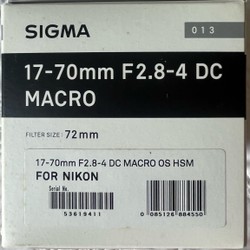 SIGMA
013
17-70mm F2.8-4 DC
MACRO
FILTER SIZE: 72mm
17-70mm F2.8-4 DC MACRO OS HSM
FOR NIKON
Serial No.
53619411
0 085126 884550